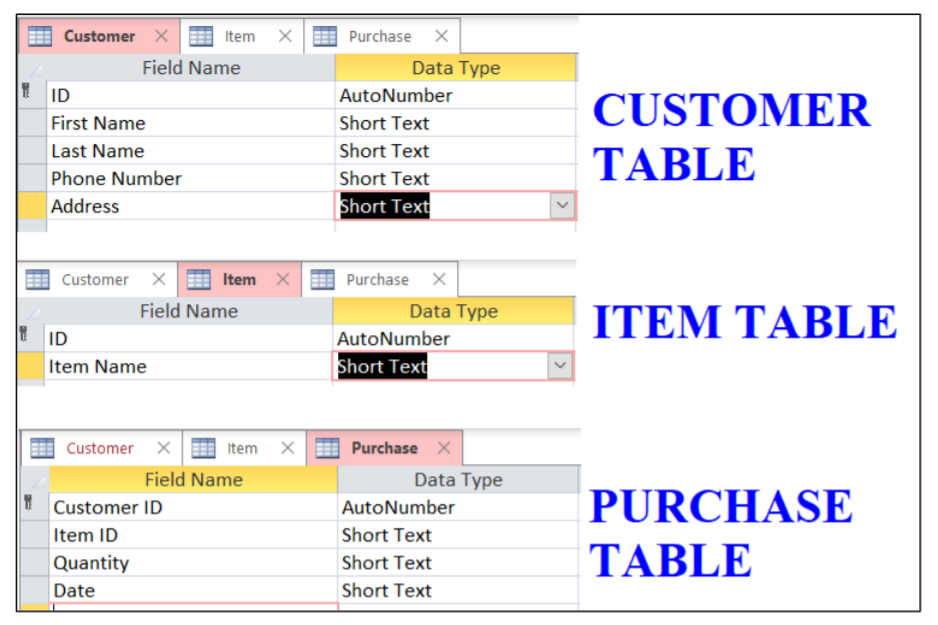 Customer Item Purchase
Field Name Data Type
ID AutoNumber
First Name Short Text
Last Name Short Text
Phone Number Short Text
Address Short Text
CUSTOMER
TABLE
Customer Item Purchase
Field Name Data Type
ID AutoNumber
Item Name Short Text
ITEM TABLE
Customer Item Purchase
Field Name Data Type
Customer ID AutoNumber
Item ID Short Text
Quantity Short Text
Date Short Text
PURCHASE
TABLE